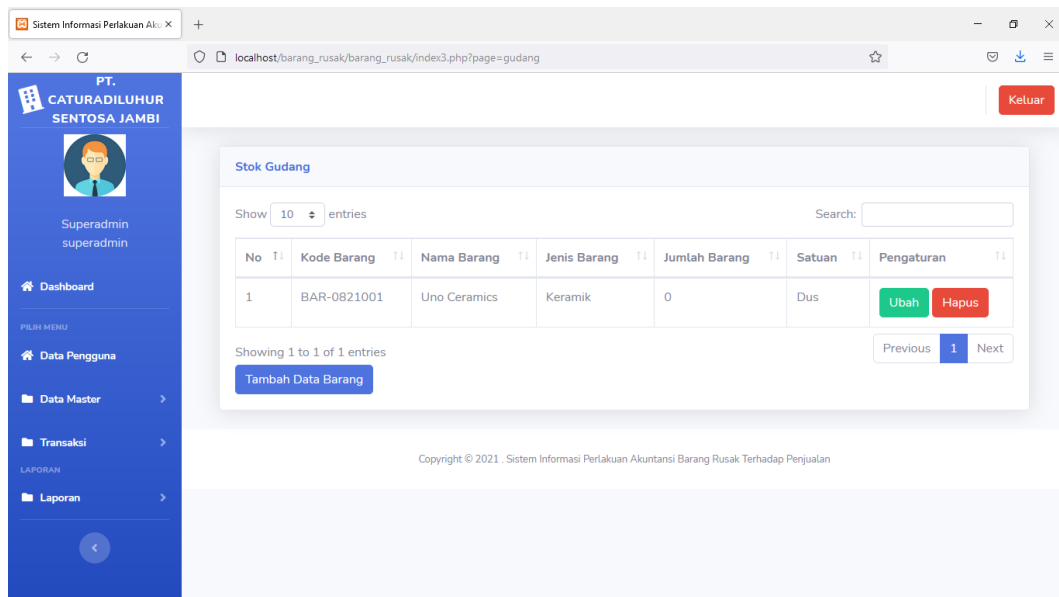 Sistem Informasi Perlakuan Aku
localhost/barang_rusak/barang_rusak/index3.php?page=gudang
PT.
CATURADILUHUR
SENTOSA JAMBI
Keluar
Superadmin
superadmin
Dashboard
PILIH MENU
Data Pengguna
Data Master
Transaksi
LAPORAN
Laporan
Stok Gudang
Show 10 entries Search:
No Kode Barang Nama Barang Jenis Barang Jumlah Barang Satuan Pengaturan
1 BAR-0821001 Uno Ceramics Keramik 0 Dus Ubah Hapus
Showing 1 to 1 of 1 entries Previous 1 Next
Tambah Data Barang
Copyright © 2021 . Sistem Informasi Perlakuan Akuntansi Barang Rusak Terhadap Penjualan